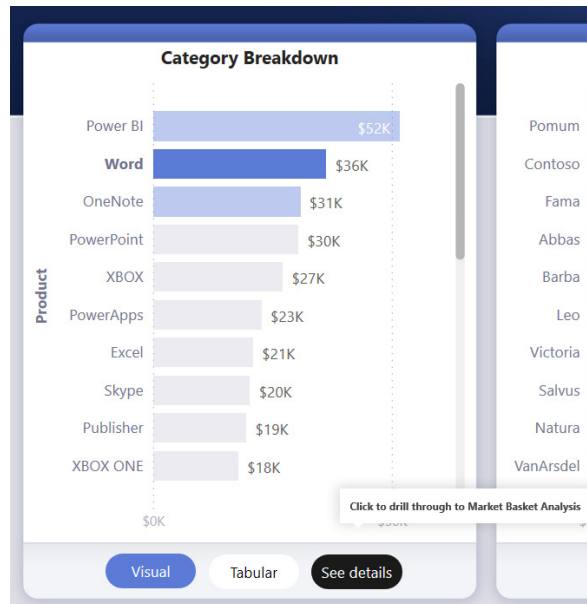 Category Breakdown
Product
Power BI $52K
Word $36K
OneNote $31K
PowerPoint $30K
XBOX $27K
PowerApps $23K
Excel $21K
Skype $20K
Publisher $19K
XBOX ONE $18K
$0K
Click to drill through to Market Basket Analysis
Visual
Tabular
See details
Pomum
Contoso
Fama
Abbas
Barba
Leo
Victoria
Salvus
Natura
VanArsdel